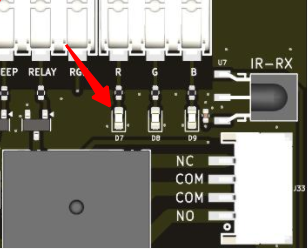 U7
IR-RX
EEP RELAY RG R G B
D7 D8 D9
NC
COM
J33
COM
NO